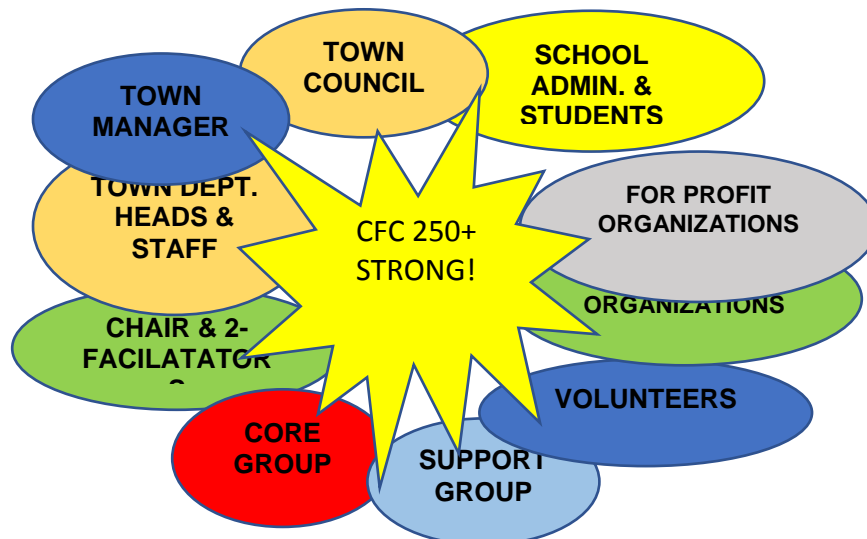 TOWN
COUNCIL
SCHOOL
ADMIN. &
STUDENTS
TOWN
MANAGER
TOWN DEPT.
HEADS &
STAFF
FOR PROFIT
ORGANIZATIONS
CFC 250+
STRONG!
ORGANIZATIONS
CHAIR & 2-
FACILATATOR
VOLUNTEERS
CORE
GROUP
SUPPORT
GROUP